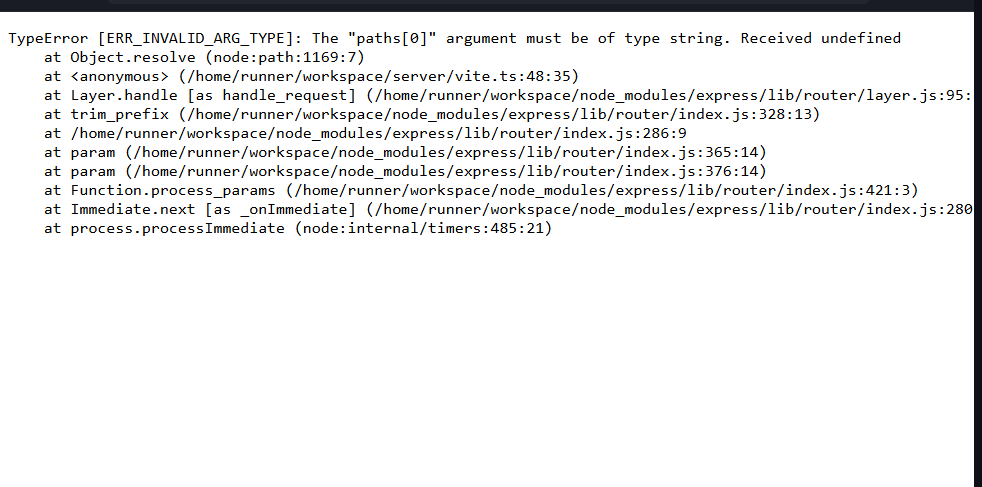 TypeError [ERR_INVALID_ARG_TYPE]: The "paths[0]" argument must be of type string. Received undefined
    at Object.resolve (node:path:1169:7)
    at <anonymous> (/home/runner/workspace/server/vite.ts:48:35)
    at Layer.handle [as handle_request] (/home/runner/workspace/node_modules/express/lib/router/layer.js:95:
    at trim_prefix (/home/runner/workspace/node_modules/express/lib/router/index.js:328:13)
    at /home/runner/workspace/node_modules/express/lib/router/index.js:286:9
    at param (/home/runner/workspace/node_modules/express/lib/router/index.js:365:14)
    at param (/home/runner/workspace/node_modules/express/lib/router/index.js:376:14)
    at Function.process_params (/home/runner/workspace/node_modules/express/lib/router/index.js:421:3)
    at Immediate.next [as _onImmediate] (/home/runner/workspace/node_modules/express/lib/router/index.js:280
    at process.processImmediate (node:internal/timers:485:21)